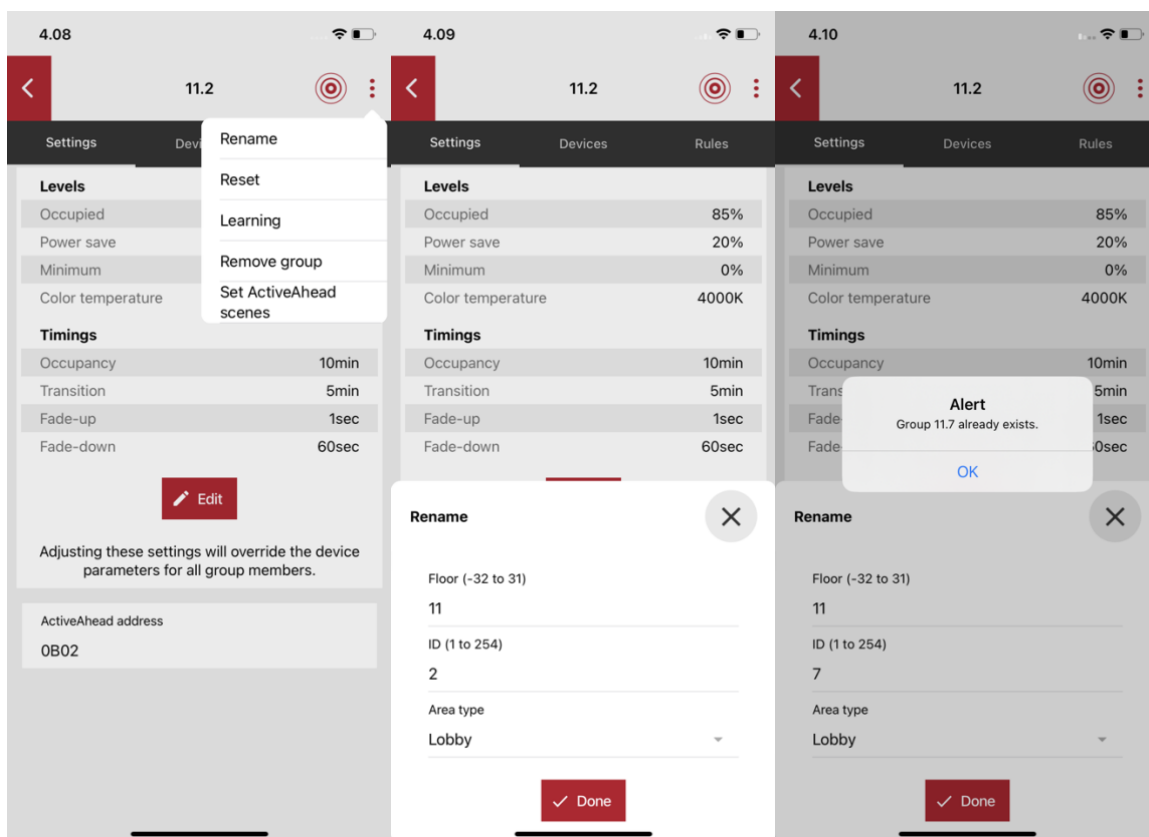 4.08
11.2
Settings
Devi
Rename
Reset
Learning
Remove group
Set ActiveAhead
scenes
Levels
Occupied
Power save
Minimum
Color temperature
Timings
Occupancy 10min
Transition 5min
Fade-up 1sec
Fade-down 60sec
Edit
Adjusting these settings will override the device
parameters for all group members.
ActiveAhead address
0B02
4.09
11.2
Settings Devices Rules
Levels
Occupied 85%
Power save 20%
Minimum 0%
Color temperature 4000K
Timings
Occupancy 10min
Transition 5min
Fade-up 1sec
Fade-down 60sec
Rename
Floor (-32 to 31)
11
ID (1 to 254)
2
Area type
Lobby
Done
4.10
11.2
Settings Devices Rules
Levels
Occupied 85%
Power save 20%
Minimum 0%
Color temperature 4000K
Timings
Occupancy 10min
Trans 5min
Fade- 1sec
Fade- 0sec
Alert
Group 11.7 already exists.
OK
Rename
Floor (-32 to 31)
11
ID (1 to 254)
7
Area type
Lobby
Done